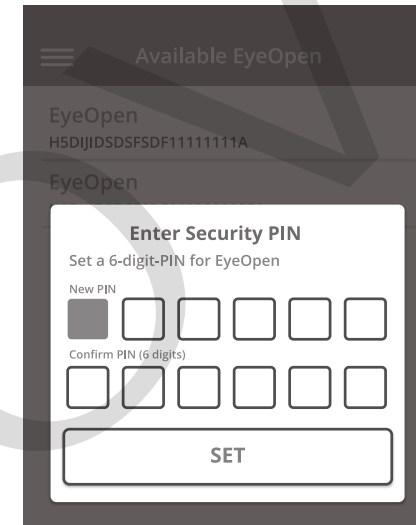 Available EyeOpen
EyeOpen
H5DIJIDSDSFSDF11111111A
EyeOpen
Enter Security PIN
Set a 6-digit-PIN for EyeOpen
New PIN
Confirm PIN (6 digits)
SET